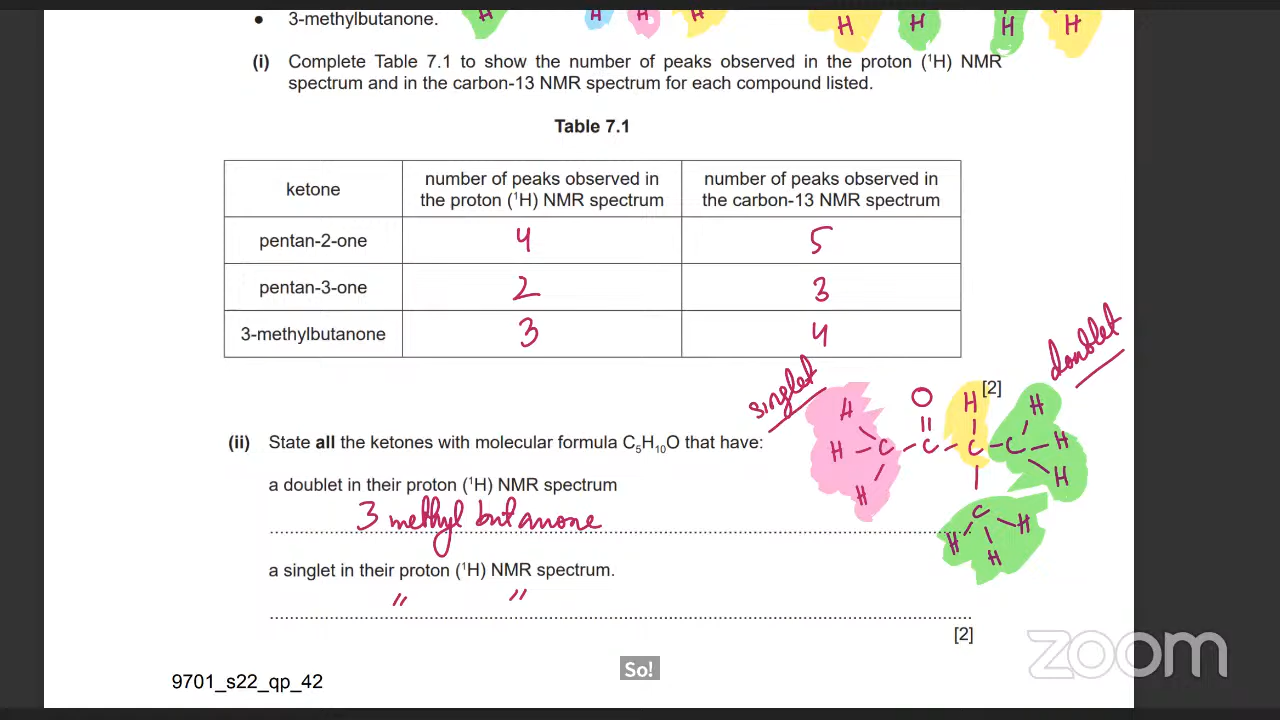 • 3-methylbutanone.
H H H H H H H H
(i) Complete Table 7.1 to show the number of peaks observed in the proton (¹H) NMR
spectrum and in the carbon-13 NMR spectrum for each compound listed.
Table 7.1
ketone
number of peaks observed in
the proton (¹H) NMR spectrum
number of peaks observed in
the carbon-13 NMR spectrum
pentan-2-one 4 5
pentan-3-one 2 3
3-methylbutanone 3 4
[2]
singlet
doublet
H O H H
H – C – C – C – C – H
H H
C
H H H
(ii) State all the ketones with molecular formula C₅H₁₀O that have:
a doublet in their proton (¹H) NMR spectrum
3 methyl butanone
a singlet in their proton (¹H) NMR spectrum.
" "
[2]
zoom
So!
9701_s22_qp_42